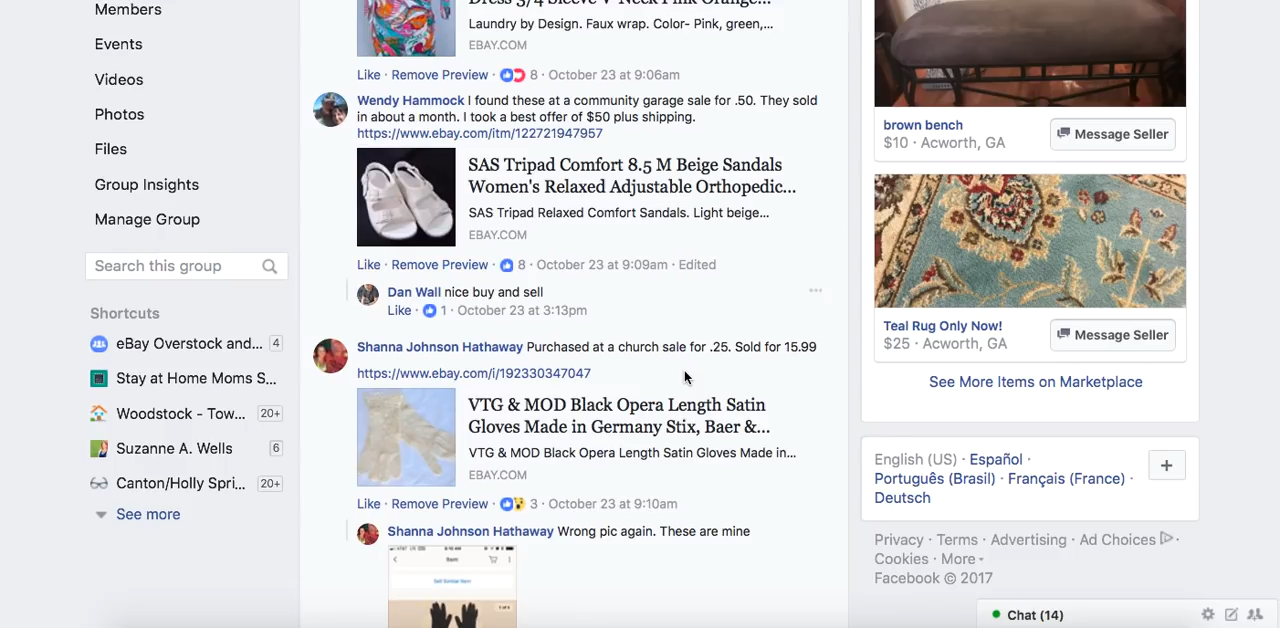 Members
Events
Videos
Photos
Files
Group Insights
Manage Group
Search this group
Shortcuts
eBay Overstock and... 4
Stay at Home Moms S...
Woodstock - Tow... 20+
Suzanne A. Wells 6
Canton/Holly Spri... 20+
See more
Dress 3/4 Sleeve V-Neck Pink Orange...
Laundry by Design. Faux wrap. Color- Pink, green,...
EBAY.COM
Like · Remove Preview · 8 · October 23 at 9:06am
Wendy Hammock I found these at a community garage sale for .50. They sold
in about a month. I took a best offer of $50 plus shipping.
https://www.ebay.com/itm/122721947957
SAS Tripad Comfort 8.5 M Beige Sandals
Women's Relaxed Adjustable Orthopedic...
SAS Tripad Relaxed Comfort Sandals. Light beige...
EBAY.COM
Like · Remove Preview · 8 · October 23 at 9:09am · Edited
Dan Wall nice buy and sell
Like · 1 · October 23 at 3:13pm
Shanna Johnson Hathaway Purchased at a church sale for .25. Sold for 15.99
https://www.ebay.com/i/192330347047
VTG & MOD Black Opera Length Satin
Gloves Made in Germany Stix, Baer &...
VTG & MOD Black Opera Length Satin Gloves Made in...
EBAY.COM
Like · Remove Preview · 3 · October 23 at 9:10am
Shanna Johnson Hathaway Wrong pic again. These are mine
Sell Similar Item
brown bench
$10 · Acworth, GA
Message Seller
Teal Rug Only Now!
$25 · Acworth, GA
Message Seller
See More Items on Marketplace
English (US) · Español ·
Português (Brasil) · Français (France) ·
Deutsch
Privacy · Terms · Advertising · Ad Choices ·
Cookies · More
Facebook © 2017
Chat (14)